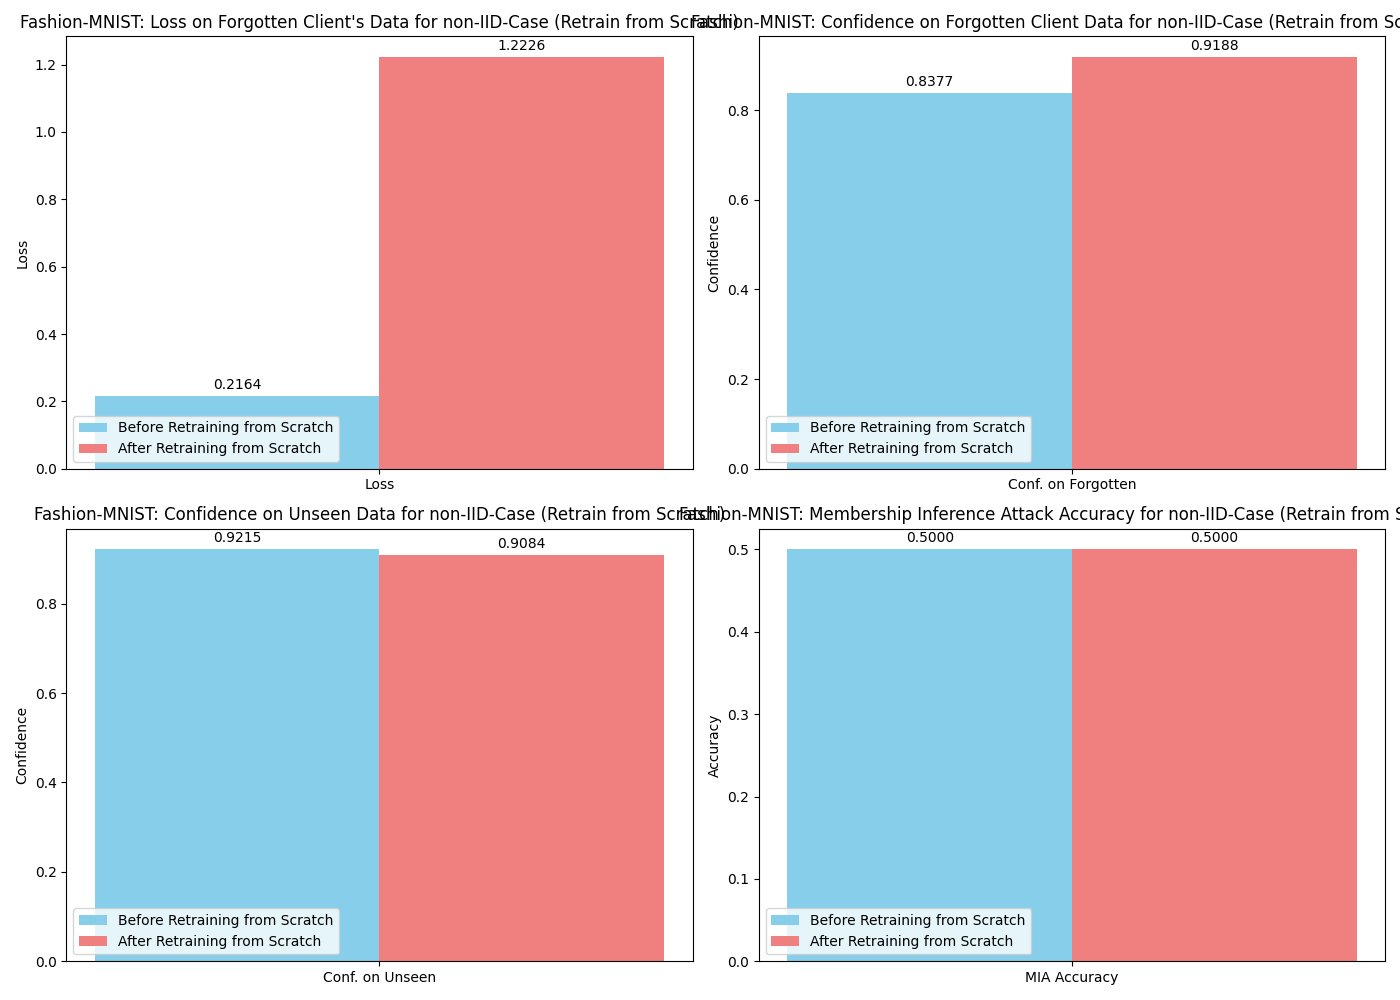 Fashion-MNIST: Loss on Forgotten Client's Data for non-IID-Case (Retrain from Scratch)
1.2226
0.2164
1.2
1.0
0.8
0.6
0.4
0.2
0.0
Loss
Before Retraining from Scratch
After Retraining from Scratch
Loss
Fashion-MNIST: Confidence on Forgotten Client Data for non-IID-Case (Retrain from Sc
0.9188
0.8377
0.8
0.6
0.4
0.2
0.0
Confidence
Before Retraining from Scratch
After Retraining from Scratch
Conf. on Forgotten
Fashion-MNIST: Confidence on Unseen Data for non-IID-Case (Retrain from Scratch)
0.9215
0.9084
0.8
0.6
0.4
0.2
0.0
Confidence
Before Retraining from Scratch
After Retraining from Scratch
Conf. on Unseen
Fashion-MNIST: Membership Inference Attack Accuracy for non-IID-Case (Retrain from S
0.5000
0.5000
0.5
0.4
0.3
0.2
0.1
0.0
Accuracy
Before Retraining from Scratch
After Retraining from Scratch
MIA Accuracy